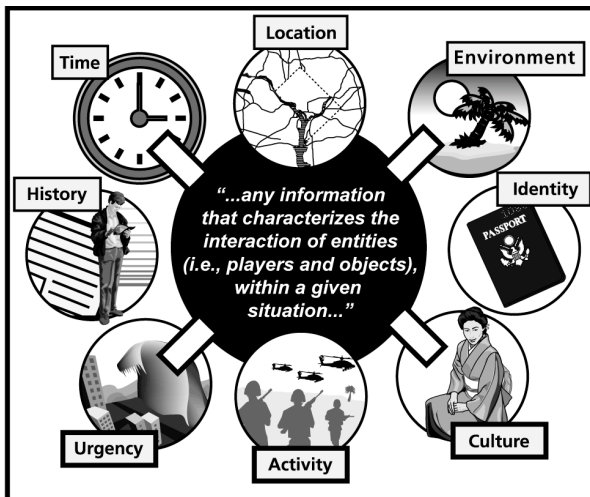 Location
Time
Environment
History
Identity
PASSPORT
“...any information
that characterizes the
interaction of entities
(i.e., players and objects),
within a given
situation...”
Urgency
Activity
Culture